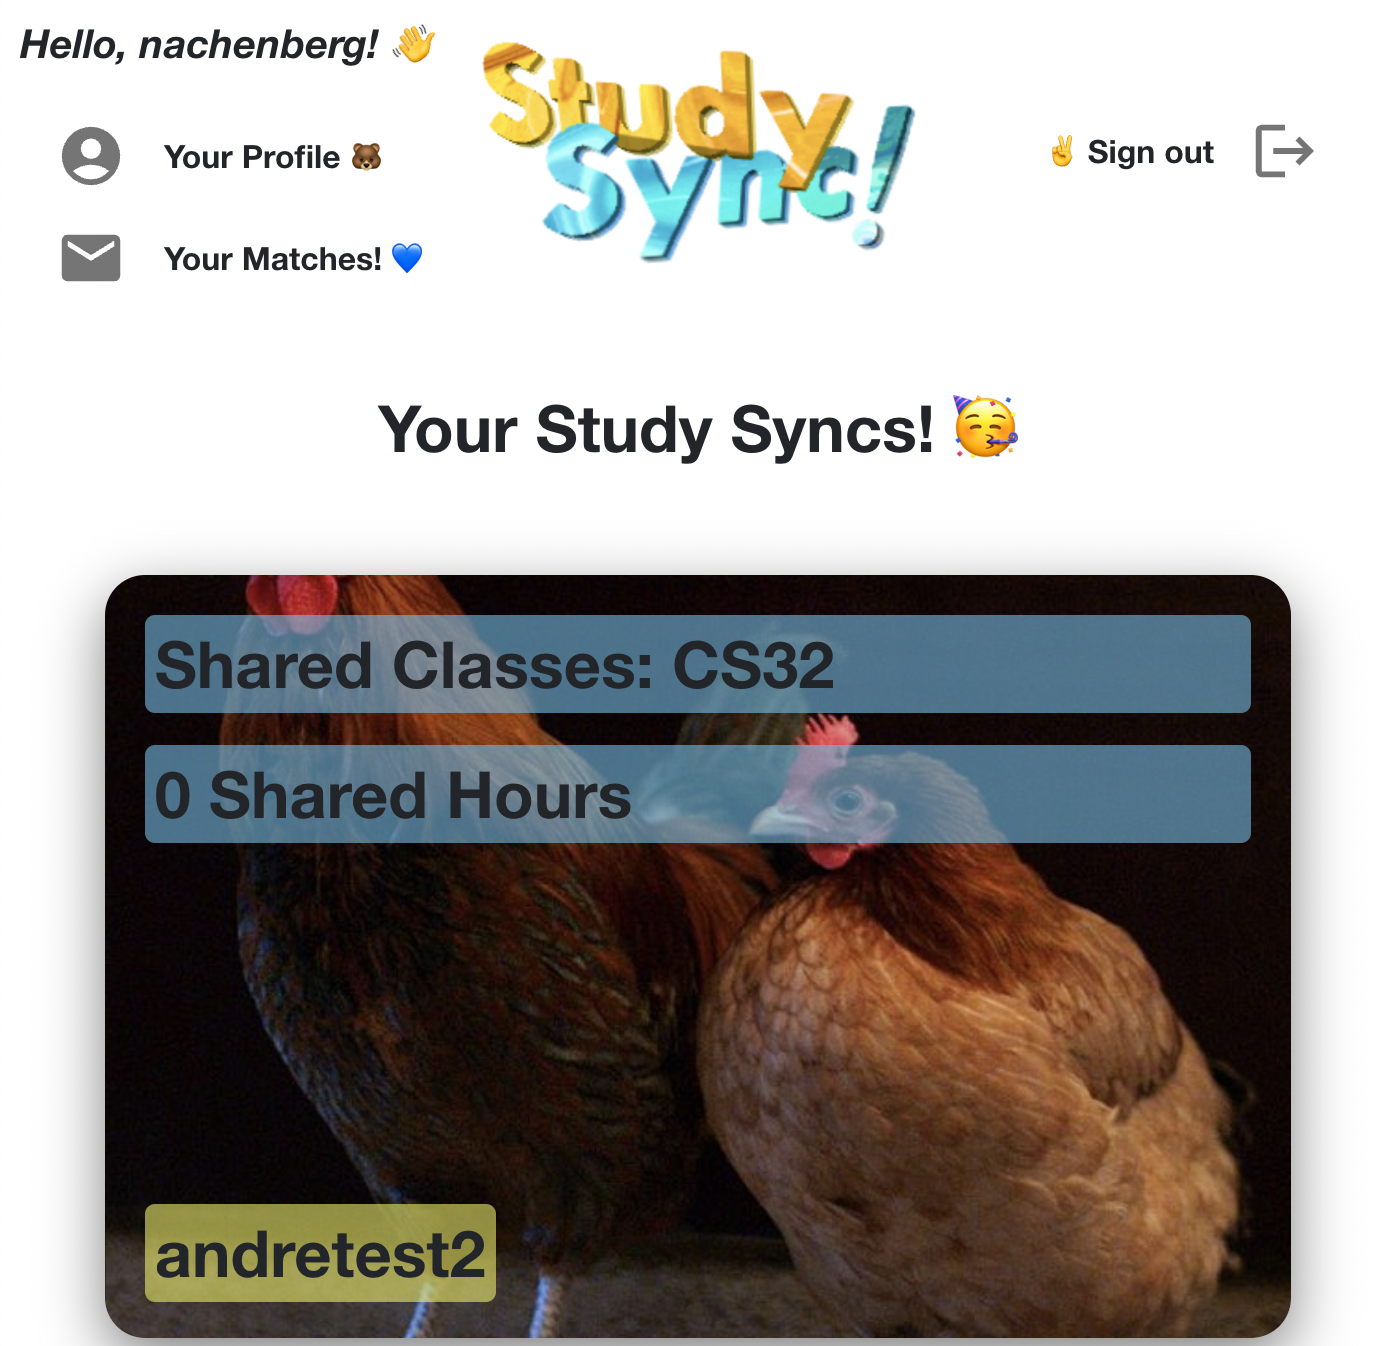 Hello, nachenberg! 👋
Study
Sync!
Your Profile 🐻
✌️ Sign out
Your Matches! 💙
Your Study Syncs! 🥳
Shared Classes: CS32
0 Shared Hours
andretest2